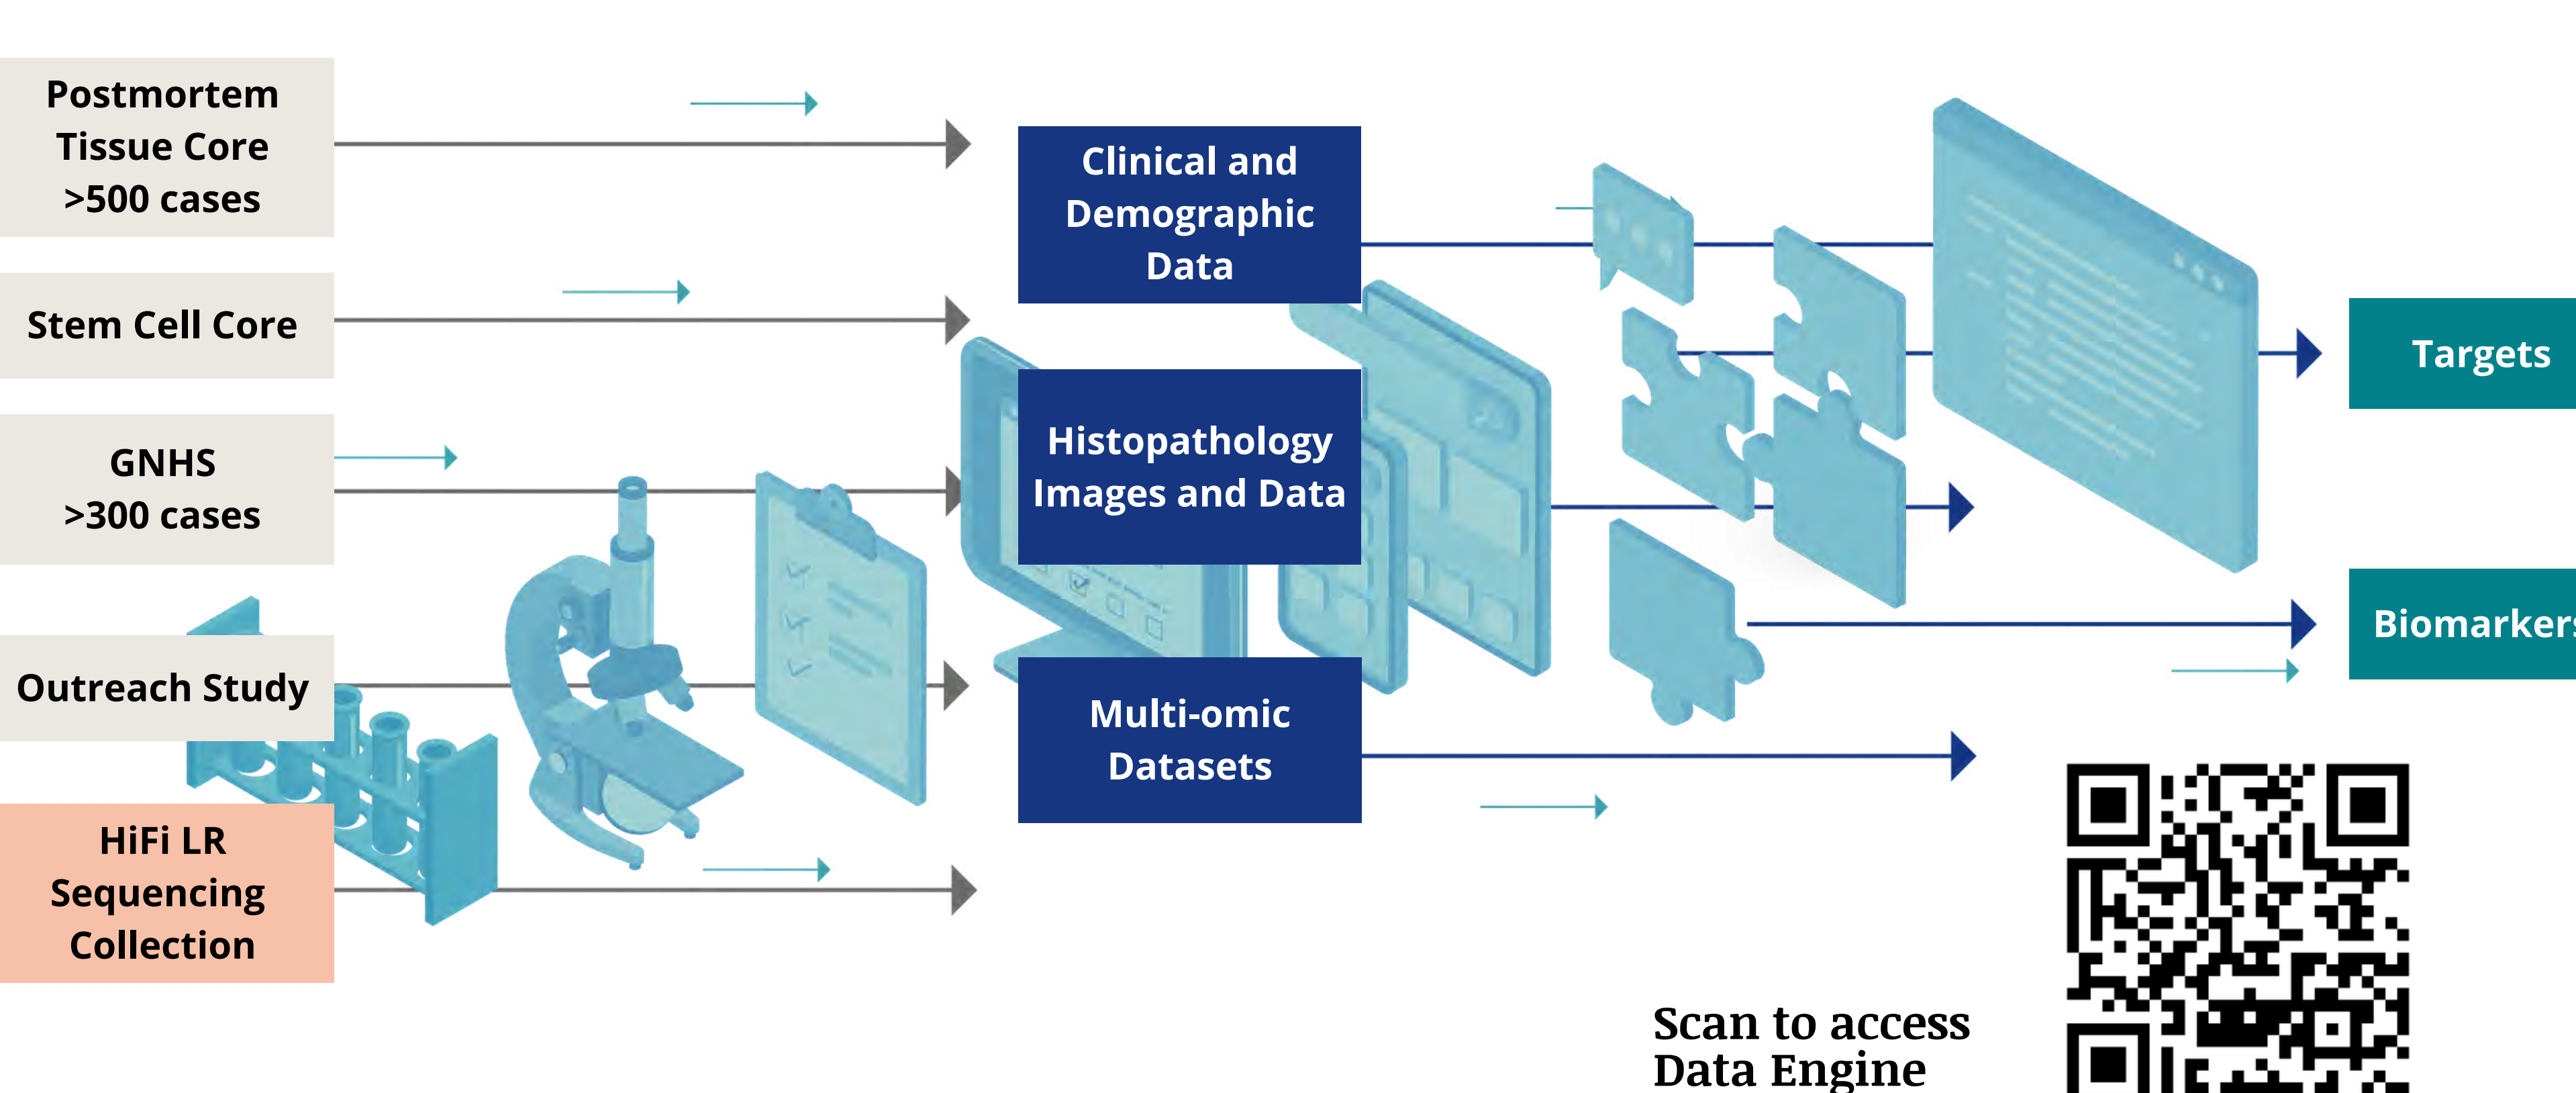 Postmortem
Tissue Core
>500 cases
Stem Cell Core
GNHS
>300 cases
Outreach Study
HiFi LR
Sequencing
Collection
Clinical and
Demographic
Data
Histopathology
Images and Data
Multi-omic
Datasets
Targets
Biomarkers
Scan to access
Data Engine